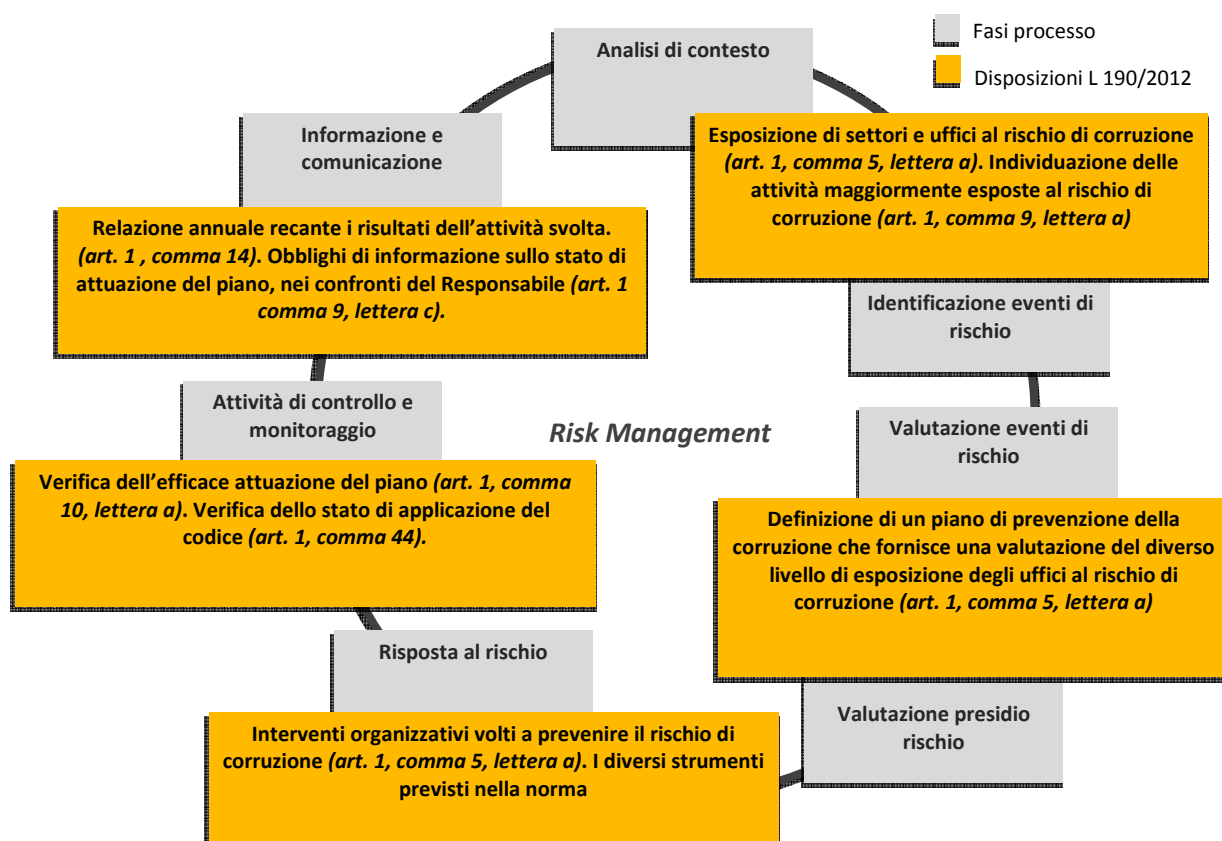 Fasi processo
Disposizioni L 190/2012
Analisi di contesto
Esposizione di settori e uffici al rischio di corruzione
(art. 1, comma 5, lettera a). Individuazione delle
attività maggiormente esposte al rischio di
corruzione (art. 1, comma 9, lettera a)
Identificazione eventi di
rischio
Valutazione eventi di
rischio
Definizione di un piano di prevenzione della
corruzione che fornisce una valutazione del diverso
livello di esposizione degli uffici al rischio di
corruzione (art. 1, comma 5, lettera a)
Valutazione presidio
rischio
Risposta al rischio
Interventi organizzativi volti a prevenire il rischio di
corruzione (art. 1, comma 5, lettera a). I diversi strumenti
previsti nella norma
Attività di controllo e
monitoraggio
Verifica dell’efficace attuazione del piano (art. 1, comma
10, lettera a). Verifica dello stato di applicazione del
codice (art. 1, comma 44).
Informazione e
comunicazione
Relazione annuale recante i risultati dell’attività svolta.
(art. 1 , comma 14). Obblighi di informazione sullo stato di
attuazione del piano, nei confronti del Responsabile (art. 1
comma 9, lettera c).
Risk Management